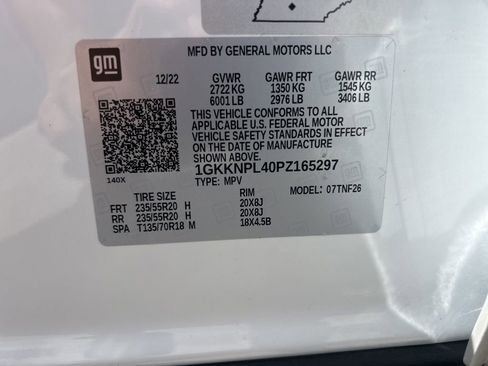 gm
MFD BY GENERAL MOTORS LLC
12/22 GVWR GAWR FRT GAWR RR
2722 KG 1350 KG 1545 KG
6001 LB 2976 LB 3406 LB
THIS VEHICLE CONFORMS TO ALL
APPLICABLE U.S. FEDERAL MOTOR
VEHICLE SAFETY STANDARDS IN EFFECT
ON THE DATE OF MANUFACTURE
SHOWN ABOVE.
1GKKNPL40PZ165297
140X TYPE: MPV MODEL: 07TNF26
TIRE SIZE RIM
FRT 235/55R20 H 20X8J
RR 235/55R20 H 20X8J
SPA T135/70R18 M 18X4.5B